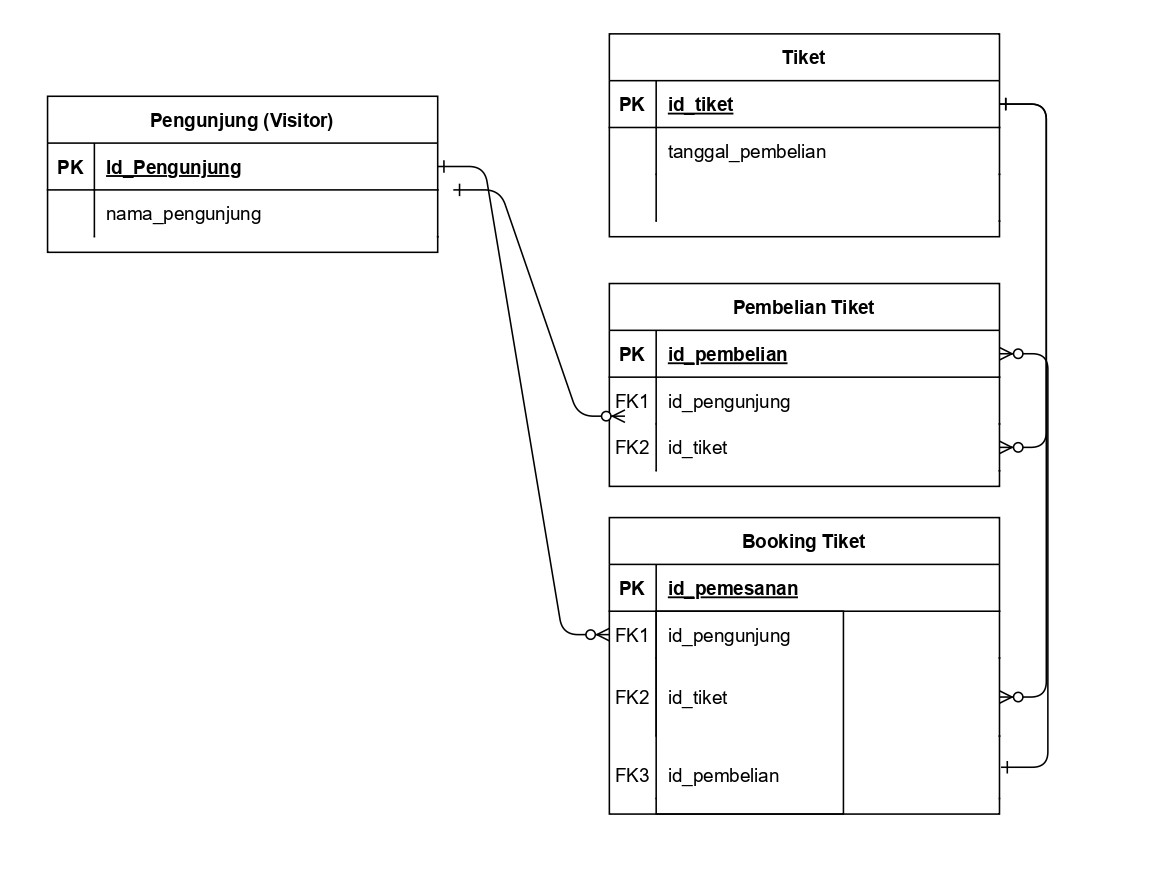 Pengunjung (Visitor)
PK Id_Pengunjung
nama_pengunjung
Tiket
PK id_tiket
tanggal_pembelian
Pembelian Tiket
PK id_pembelian
FK1 id_pengunjung
FK2 id_tiket
Booking Tiket
PK id_pemesanan
FK1 id_pengunjung
FK2 id_tiket
FK3 id_pembelian